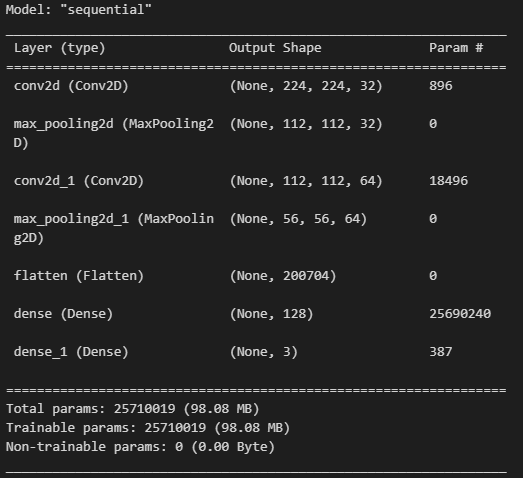 Model: "sequential"
_________________________________________________________________
Layer (type) Output Shape Param #
=================================================================
conv2d (Conv2D) (None, 224, 224, 32) 896
max_pooling2d (MaxPooling2 (None, 112, 112, 32) 0
D)
conv2d_1 (Conv2D) (None, 112, 112, 64) 18496
max_pooling2d_1 (MaxPoolin (None, 56, 56, 64) 0
g2D)
flatten (Flatten) (None, 200704) 0
dense (Dense) (None, 128) 25690240
dense_1 (Dense) (None, 3) 387
=================================================================
Total params: 25710019 (98.08 MB)
Trainable params: 25710019 (98.08 MB)
Non-trainable params: 0 (0.00 Byte)
_________________________________________________________________